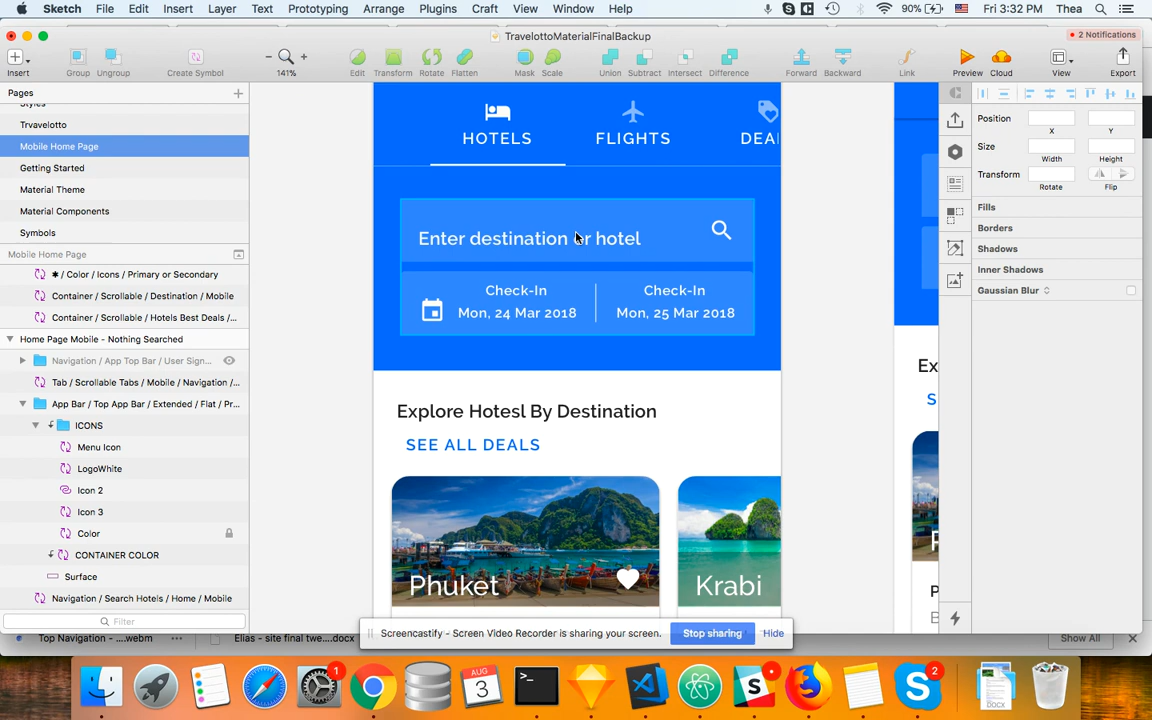 Sketch File Edit Insert Layer Text Prototyping Arrange Plugins Craft View Window Help 90% Fri 3:32 PM Thea
TravelottoMaterialFinalBackup
2 Notifications
Insert Group Ungroup Create Symbol 141% Edit Transform Rotate Flatten Mask Scale Union Subtract Intersect Difference Forward Backward Link Preview Cloud View Export
Pages
Styles
Trvavelotto
Mobile Home Page
Getting Started
Material Theme
Material Components
Symbols
Mobile Home Page
✱ / Color / Icons / Primary or Secondary
Container / Scrollable / Destination / Mobile
Container / Scrollable / Hotels Best Deals /...
Home Page Mobile - Nothing Searched
Navigation / App Top Bar / User Sign...
Tab / Scrollable Tabs / Mobile / Navigation /...
App Bar / Top App Bar / Extended / Flat / Pr...
ICONS
Menu Icon
LogoWhite
Icon 2
Icon 3
Color
CONTAINER COLOR
Surface
Navigation / Search Hotels / Home / Mobile
Filter
HOTELS FLIGHTS DEAL
Enter destination or hotel
Check-In Check-In
Mon, 24 Mar 2018 Mon, 25 Mar 2018
Explore Hotesl By Destination
SEE ALL DEALS
Phuket Krabi
Ex
S
P
P
B
Position
X Y
Size
Width Height
Transform
Rotate Flip
Fills
Borders
Shadows
Inner Shadows
Gaussian Blur
Screencastify - Screen Video Recorder is sharing your screen. Stop sharing Hide
Top Navigation - ....webm Elias - site final twe....docx Show All
1
AUG
3
2
DOCX